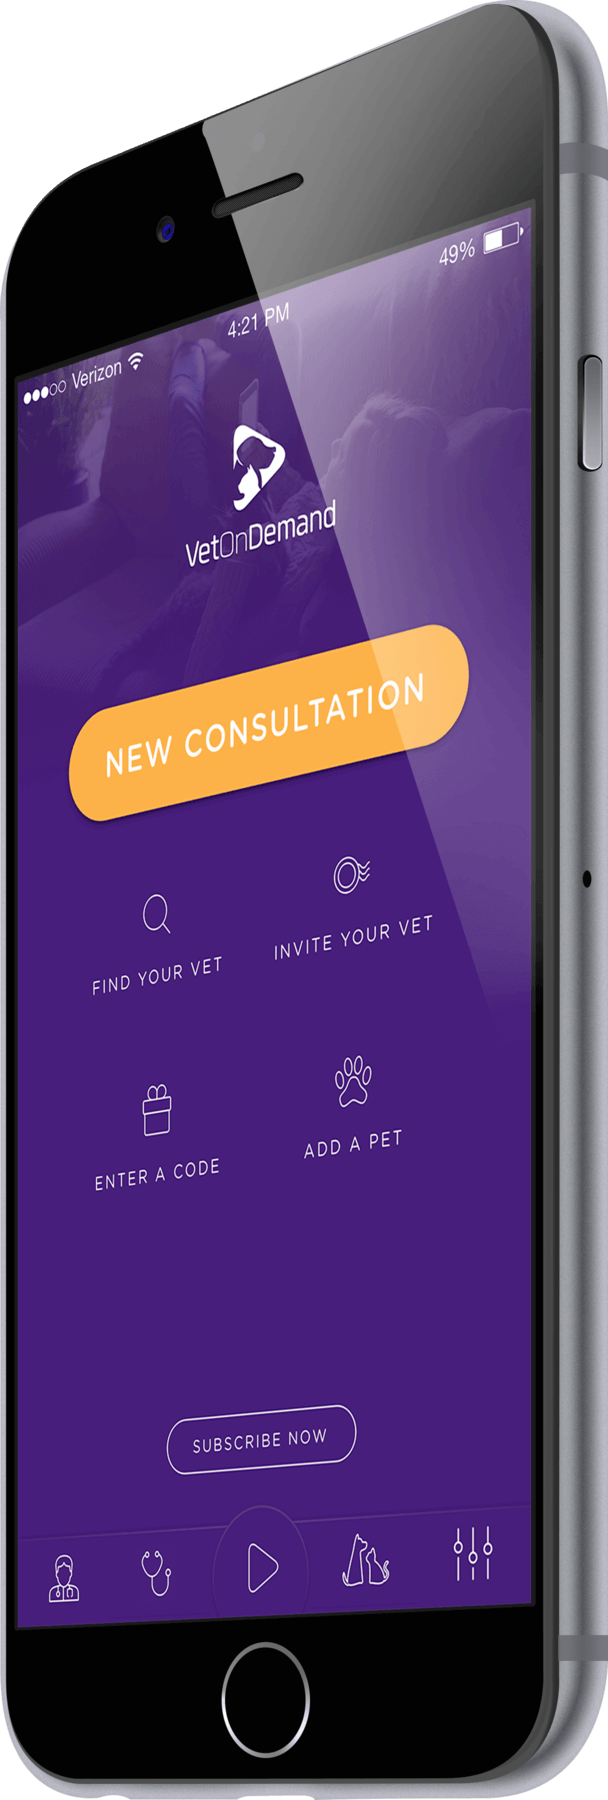 49%
4:21 PM
Verizon
VetOnDemand
NEW CONSULTATION
FIND YOUR VET
INVITE YOUR VET
ENTER A CODE
ADD A PET
SUBSCRIBE NOW